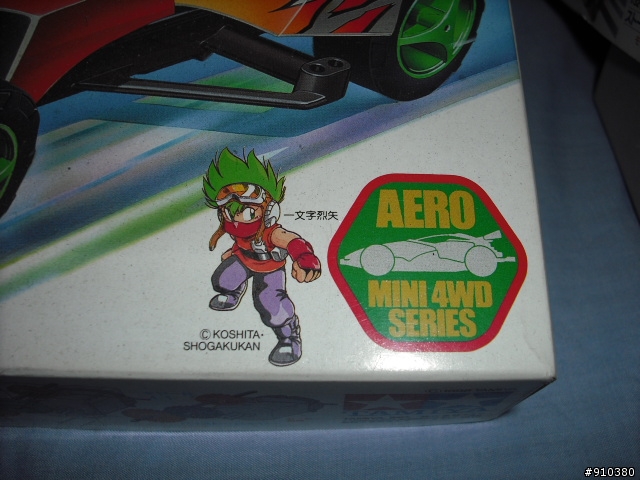 一文字烈矢
AERO
MINI 4WD
SERIES
© KOSHITA・
SHOGAKUKAN
#910380